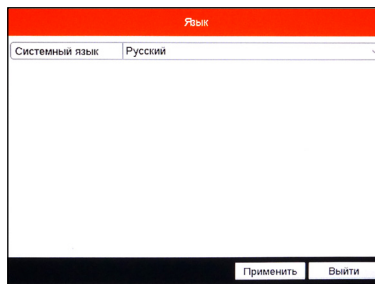 Язык
Системный язык Русский
Применить Выйти